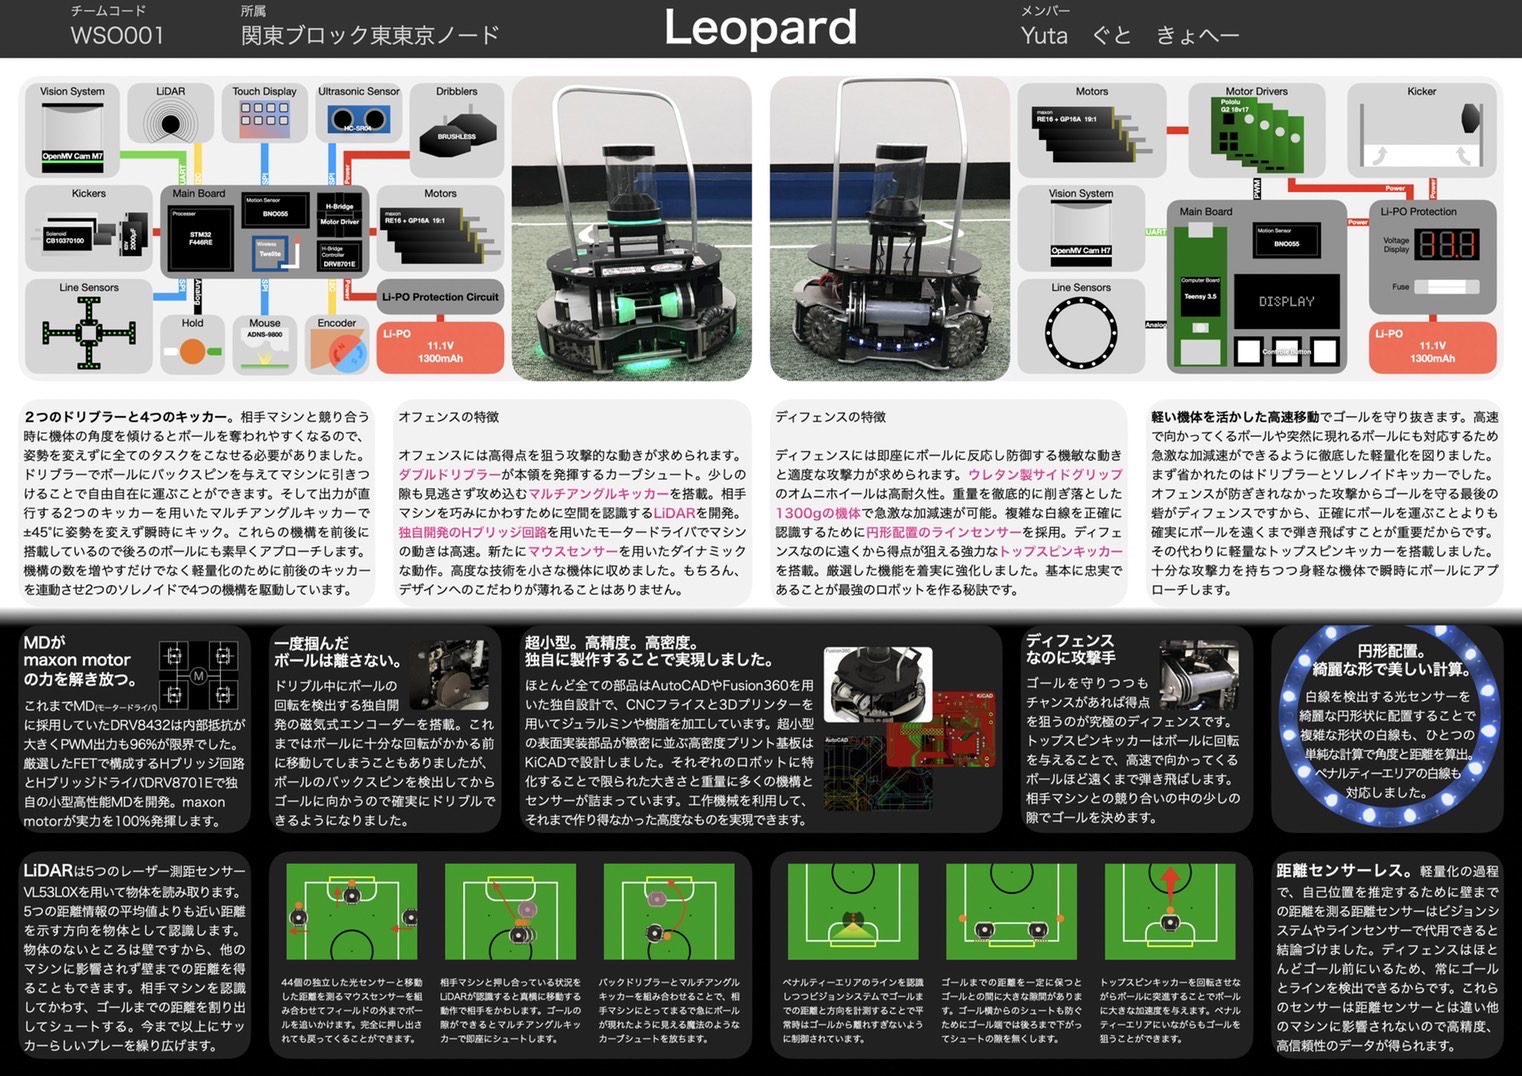 チームコード
WSO001
所属
関東ブロック東東京ノード
Leopard
メンバー
Yuta ぐと きょへー
Vision System
OpenMV Cam M7
LiDAR
Touch Display
Ultrasonic Sensor
HC-SR04
Dribblers
BRUSHLESS
UART
I2C
SPI
SPI
Power
Kickers
Solenoid
CB10370100
Main Board
Processor
STM32
F446RE
Motion Sensor
BNO055
Wireless
Twelite
H-Bridge
Motor Driver
H-Bridge
Controller
DRV8701E
Motors
maxon
RE16 + GP16A 19:1
Line Sensors
SPI
Analog
SPI
I2C
Power
Hold
Mouse
ADNS-9800
Encoder
Li-PO Protection Circuit
Li-PO
11.1V
1300mAh
Motors
maxon
RE16 + GP16A 19:1
Motor Drivers
Pololu
G2 18v17
Kicker
PWM
Power
Power
Vision System
OpenMV Cam H7
UART
Main Board
Motion Sensor
BNO055
Power
Computer Board
Teensy 3.5
DISPLAY
Control Button
Li-PO Protection
Voltage
Display
11.1
Fuse
Line Sensors
Analog
Li-PO
11.1V
1300mAh
２つのドリブラーと4つのキッカー。相手マシンと競り合う
時に機体の角度を傾けるとボールを奪われやすくなるので、
姿勢を変えずに全てのタスクをこなせる必要がありました。
ドリブラーでボールにバックスピンを与えてマシンに引きつ
けることで自由自在に運ぶことができます。そして出力が直
行する2つのキッカーを用いたマルチアングルキッカーで
±45°に姿勢を変えず瞬時にキック。これらの機構を前後に
搭載しているので後ろのボールにも素早くアプローチします。
機構の数を増やすだけでなく軽量化のために前後のキッカー
を連動させ2つのソレノイドで4つの機構を駆動しています。
オフェンスの特徴
オフェンスには高得点を狙う攻撃的な動きが求められます。
ダブルドリブラーが本領を発揮するカーブシュート。少しの
隙も見逃さず攻め込むマルチアングルキッカーを搭載。相手
マシンを巧みにかわすために空間を認識するLiDARを開発。
独自開発のHブリッジ回路を用いたモータードライバでマシン
の動きは高速。新たにマウスセンサーを用いたダイナミック
な動作。高度な技術を小さな機体に収めました。もちろん、
デザインへのこだわりが薄れることはありません。
ディフェンスの特徴
ディフェンスには即座にボールに反応し防御する機敏な動き
と適度な攻撃力が求められます。ウレタン製サイドグリップ
のオムニホイールは高耐久性。重量を徹底的に削ぎ落とした
1300gの機体で急激な加減速が可能。複雑な白線を正確に
認識するために円形配置のラインセンサーを採用。ディフェ
ンスなのに遠くから得点が狙える強力なトップスピンキッカー
を搭載。厳選した機能を着実に強化しました。基本に忠実で
あることが最強のロボットを作る秘訣です。
軽い機体を活かした高速移動でゴールを守り抜きます。高速
で向かってくるボールや突然に現れるボールにも対応するため
急激な加減速ができるように徹底した軽量化を図りました。
まず省かれたのはドリブラーとソレノイドキッカーでした。
オフェンスが防ぎきれなかった攻撃からゴールを守る最後の
砦がディフェンスですから、正確にボールを運ぶことよりも
確実にボールを遠くまで弾き飛ばすことが重要だからです。
その代わりに軽量なトップスピンキッカーを搭載しました。
十分な攻撃力を持ちつつ身軽な機体で瞬時にボールにアプ
ローチします。
MDが
maxon motor
の力を解き放つ。
M
これまでMD(モータードライバ)
に採用していたDRV8432は内部抵抗が
大きくPWM出力も96%が限界でした。
厳選したFETで構成するHブリッジ回路
とHブリッジドライバDRV8701Eで独
自の小型高性能MDを開発。maxon
motorが実力を100%発揮します。
一度掴んだ
ボールは離さない。
ドリブル中にボールの
回転を検出する独自開
発の磁気式エンコーダーを搭載。これ
まではボールに十分な回転がかかる前
に移動してしまうこともありましたが、
ボールのバックスピンを検出してから
ゴールに向かうので確実にドリブルで
きるようになりました。
超小型。高精度。高密度。
独自に製作することで実現しました。
ほとんど全ての部品はAutoCADやFusion360を用
いた独自設計で、CNCフライスと3Dプリンターを
用いてジュラルミンや樹脂を加工しています。超小型
の表面実装部品が緻密に並ぶ高密度プリント基板は
KiCADで設計しました。それぞれのロボットに特
化することで限られた大きさと重量に多くの機構と
センサーが詰まっています。工作機械を利用して、
それまで作り得なかった高度なものを実現できます。
Fusion360
KiCAD
AutoCAD
ディフェンス
なのに攻撃手
ゴールを守りつつも
チャンスがあれば得点
を狙うのが究極のディフェンスです。
トップスピンキッカーはボールに回転
を与えることで、高速で向かってくる
ボールほど遠くまで弾き飛ばします。
相手マシンとの競り合いの中の少しの
隙でゴールを決めます。
円形配置。
綺麗な形で美しい計算。
白線を検出する光センサーを
綺麗な円形状に配置することで
複雑な形状の白線も、ひとつの
単純な計算で角度と距離を算出。
ペナルティーエリアの白線も
対応しました。
LiDARは5つのレーザー測距センサー
VL53L0Xを用いて物体を読み取ります。
5つの距離情報の平均値よりも近い距離
を示す方向を物体として認識します。
物体のないところは壁ですから、他の
マシンに影響されず壁までの距離を得
ることもできます。相手マシンを認識
してかわす、ゴールまでの距離を割り出
してシュートする。今まで以上にサッ
カーらしいプレーを繰り広げます。
44個の独立した光センサーと移動
した距離を測るマウスセンサーを組
み合わせてフィールドの外までボー
ルを追いかけます。完全に押し出さ
れても戻ってくることができます。
相手マシンと押し合っている状況を
LiDARが認識すると真横に移動する
動作で相手をかわします。ゴールの
隙ができるとマルチアングルキッ
カーで即座にシュートします。
バックドリブラーとマルチアングル
キッカーを組み合わせることで、相
手マシンにとってまるで急にボール
が現れたように見える魔法のような
カーブシュートを放ちます。
ペナルティーエリアのラインを認識
しつつビジョンシステムでゴールま
での距離と方向を計測することで平
常時はゴールから離れすぎないよう
に制御されています。
ゴールまでの距離を一定に保つと
ゴールとの間に大きな隙間がありま
す。ゴール横からのシュートも防ぐ
ためにゴール端では後ろまで下がっ
てシュートの隙を無くします。
トップスピンキッカーを回転させな
がらボールに突進することでボール
に大きな加速度を与えます。ペナル
ティーエリアにいながらもゴールを
狙うことができます。
距離センサーレス。軽量化の過程
で、自己位置を推定するために壁まで
の距離を測る距離センサーはビジョンシ
ステムやラインセンサーで代用できると
結論づけました。ディフェンスはほと
んどゴール前にいるため、常にゴール
とラインを検出できるからです。これら
のセンサーは距離センサーとは違い他
のマシンに影響されないので高精度、
高信頼性のデータが得られます。